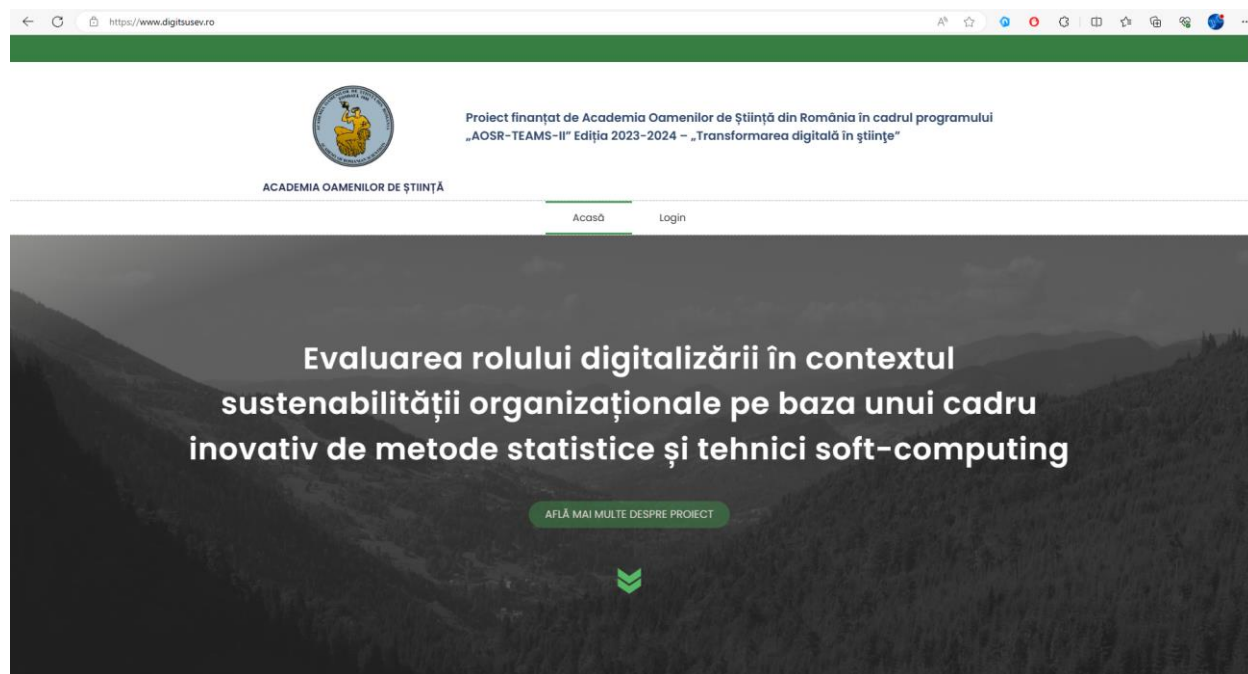 https://www.digitsusev.ro
Proiect finanțat de Academia Oamenilor de Știință din România în cadrul programului
„AOSR-TEAMS-II” Ediția 2023-2024 – „Transformarea digitală în științe”
ACADEMIA OAMENILOR DE ȘTIINȚĂ
Acasă Login
Evaluarea rolului digitalizării în contextul
sustenabilității organizaționale pe baza unui cadru
inovativ de metode statistice și tehnici soft-computing
AFLĂ MAI MULTE DESPRE PROIECT